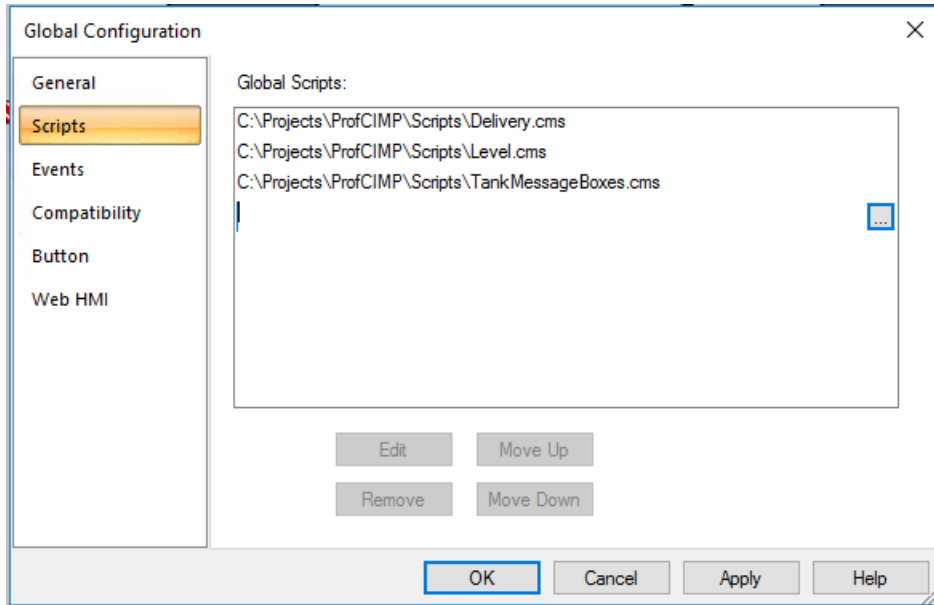 Global Configuration
General
Scripts
Events
Compatibility
Button
Web HMI
Global Scripts:
C:\Projects\ProfCIMP\Scripts\Delivery.cms
C:\Projects\ProfCIMP\Scripts\Level.cms
C:\Projects\ProfCIMP\Scripts\TankMessageBoxes.cms
...
Edit Move Up
Remove Move Down
OK Cancel Apply Help